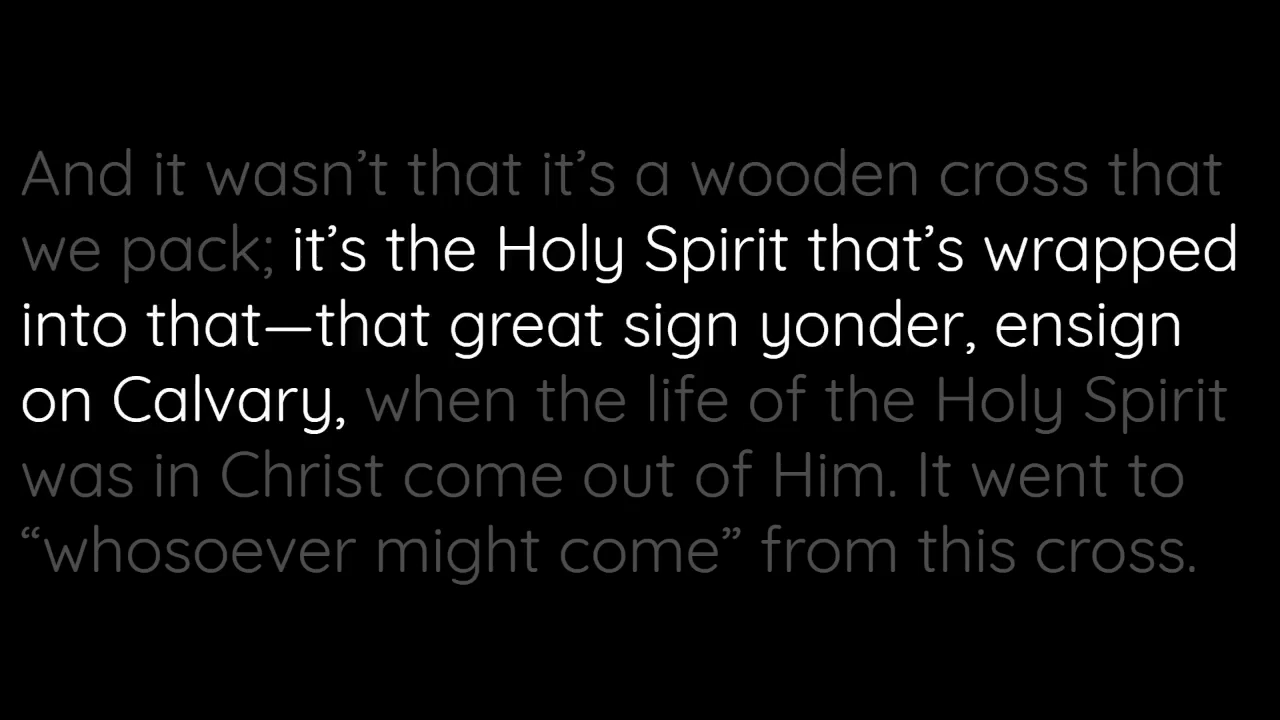 And it wasn’t that it’s a wooden cross that
we pack; it’s the Holy Spirit that’s wrapped
into that—that great sign yonder, ensign
on Calvary, when the life of the Holy Spirit
was in Christ come out of Him. It went to
“whosoever might come” from this cross.